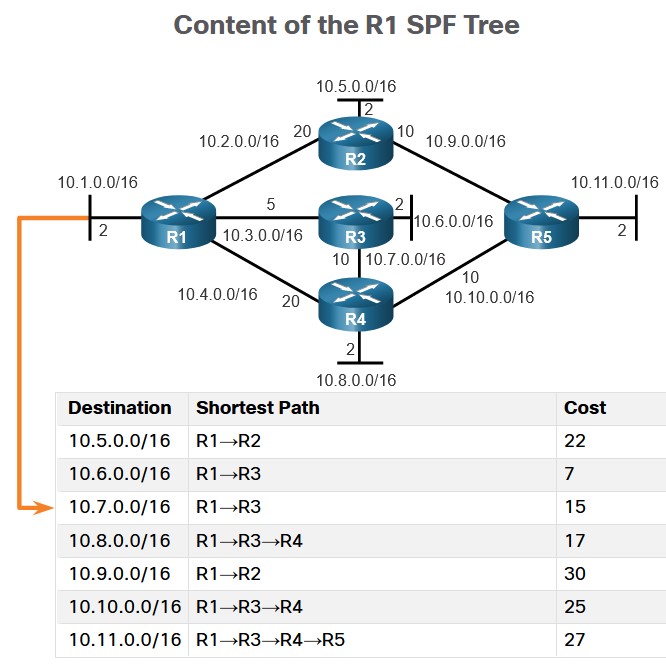 Content of the R1 SPF Tree
10.5.0.0/16
2
10.2.0.0/16 20 10 10.9.0.0/16
R2
10.1.0.0/16 10.11.0.0/16
5 2
2 R1 10.3.0.0/16 R3 10.6.0.0/16 R5 2
10 10.7.0.0/16
10
10.4.0.0/16 20 10.10.0.0/16
R4
2
10.8.0.0/16
Destination Shortest Path Cost
10.5.0.0/16 R1→R2 22
10.6.0.0/16 R1→R3 7
10.7.0.0/16 R1→R3 15
10.8.0.0/16 R1→R3→R4 17
10.9.0.0/16 R1→R2 30
10.10.0.0/16 R1→R3→R4 25
10.11.0.0/16 R1→R3→R4→R5 27